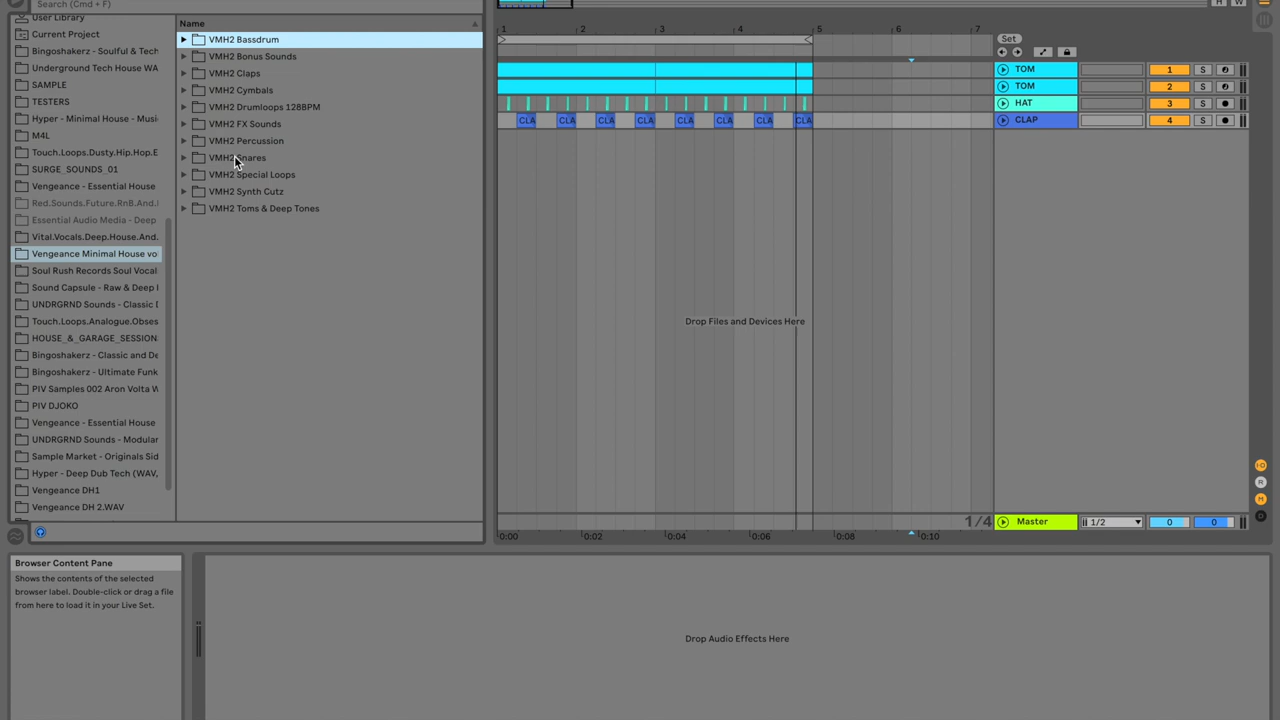 Search (Cmd + F)
User Library
Current Project
Bingoshakerz - Soulful & Tech
Underground Tech House WA
SAMPLE
TESTERS
Hyper - Minimal House - Musi
M4L
Touch.Loops.Dusty.Hip.Hop.E
SURGE_SOUNDS_01
Vengeance - Essential House
Red.Sounds.Future.RnB.And.
Essential Audio Media - Deep
Vital.Vocals.Deep.House.And.
Vengeance Minimal House vo
Soul Rush Records Soul Vocal
Sound Capsule - Raw & Deep
UNDRGRND Sounds - Classic
Touch.Loops.Analogue.Obses
HOUSE_&_GARAGE_SESSION
Bingoshakerz - Classic and De
Bingoshakerz - Ultimate Funk
PIV Samples 002 Aron Volta W
PIV DJOKO
Vengeance - Essential House
UNDRGRND Sounds - Modular
Sample Market - Originals Sid
Hyper - Deep Dub Tech (WAV,
Vengeance DH1
Vengeance DH 2.WAV
Name
VMH2 Bassdrum
VMH2 Bonus Sounds
VMH2 Claps
VMH2 Cymbals
VMH2 Drumloops 128BPM
VMH2 FX Sounds
VMH2 Percussion
VMH2 Snares
VMH2 Special Loops
VMH2 Synth Cutz
VMH2 Toms & Deep Tones
H W
1 2 3 4 5 6 7
Set
TOM 1 S
TOM 2 S
HAT 3 S
CLA CLA CLA CLA CLA CLA CLA CLA
CLAP 4 S
Drop Files and Devices Here
1/4
Master 1/2 0 0
0:00 0:02 0:04 0:06 0:08 0:10
I·O
R
M
D
Browser Content Pane
Shows the contents of the selected
browser label. Double-click or drag a file
from here to load it in your Live Set.
Drop Audio Effects Here